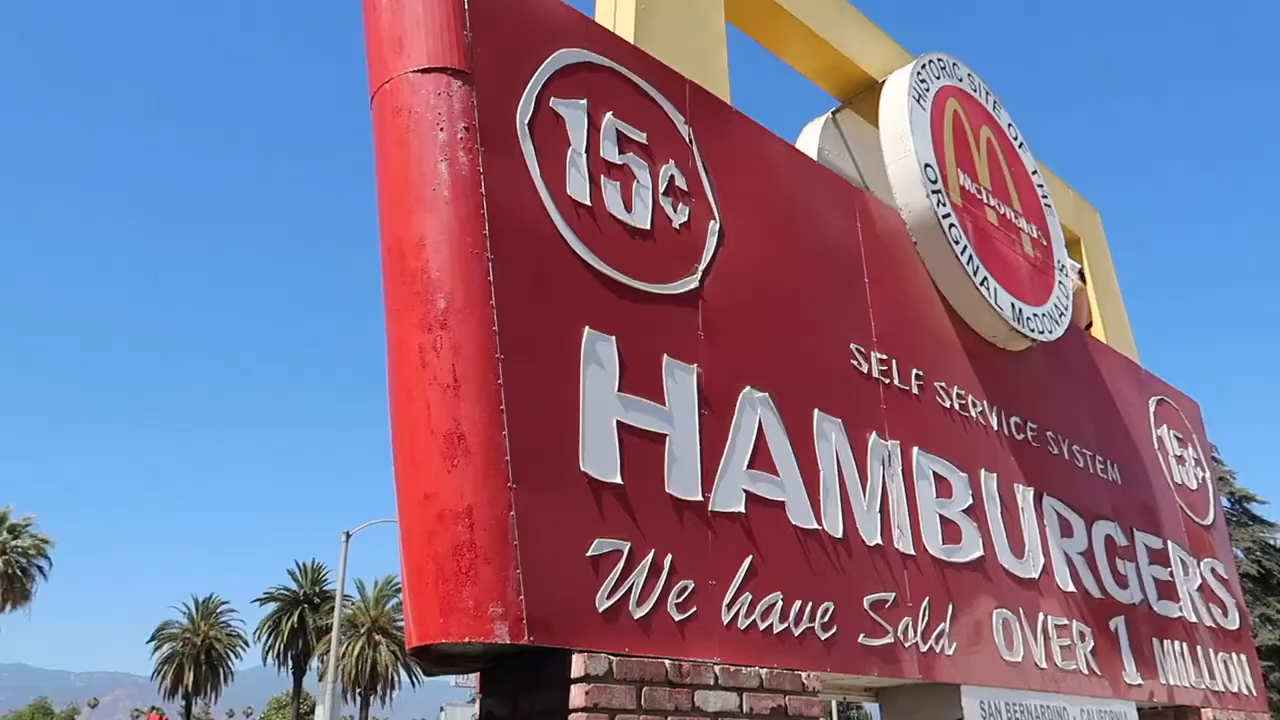 15¢
HISTORIC SITE OF THE
McDonald's
ORIGINAL McDONALD'S
SELF SERVICE SYSTEM
15¢
HAMBURGERS
We have Sold OVER 1 MILLION
SAN BERNARDINO - CALIFORNIA